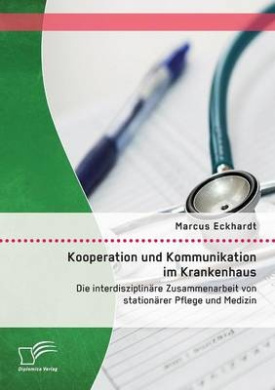 Marcus Eckhardt
Kooperation und Kommunikation
im Krankenhaus
Die interdisziplinäre Zusammenarbeit von
stationärer Pflege und Medizin
Diplomica Verlag